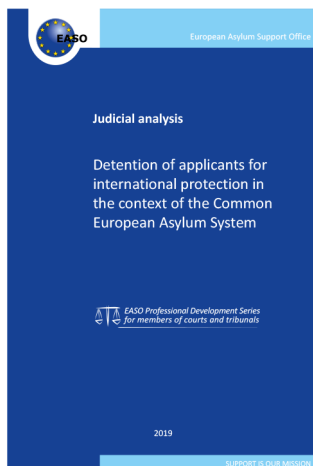 EASO
European Asylum Support Office
Judicial analysis
Detention of applicants for
international protection in
the context of the Common
European Asylum System
EASO Professional Development Series
for members of courts and tribunals
2019
SUPPORT IS OUR MISSION